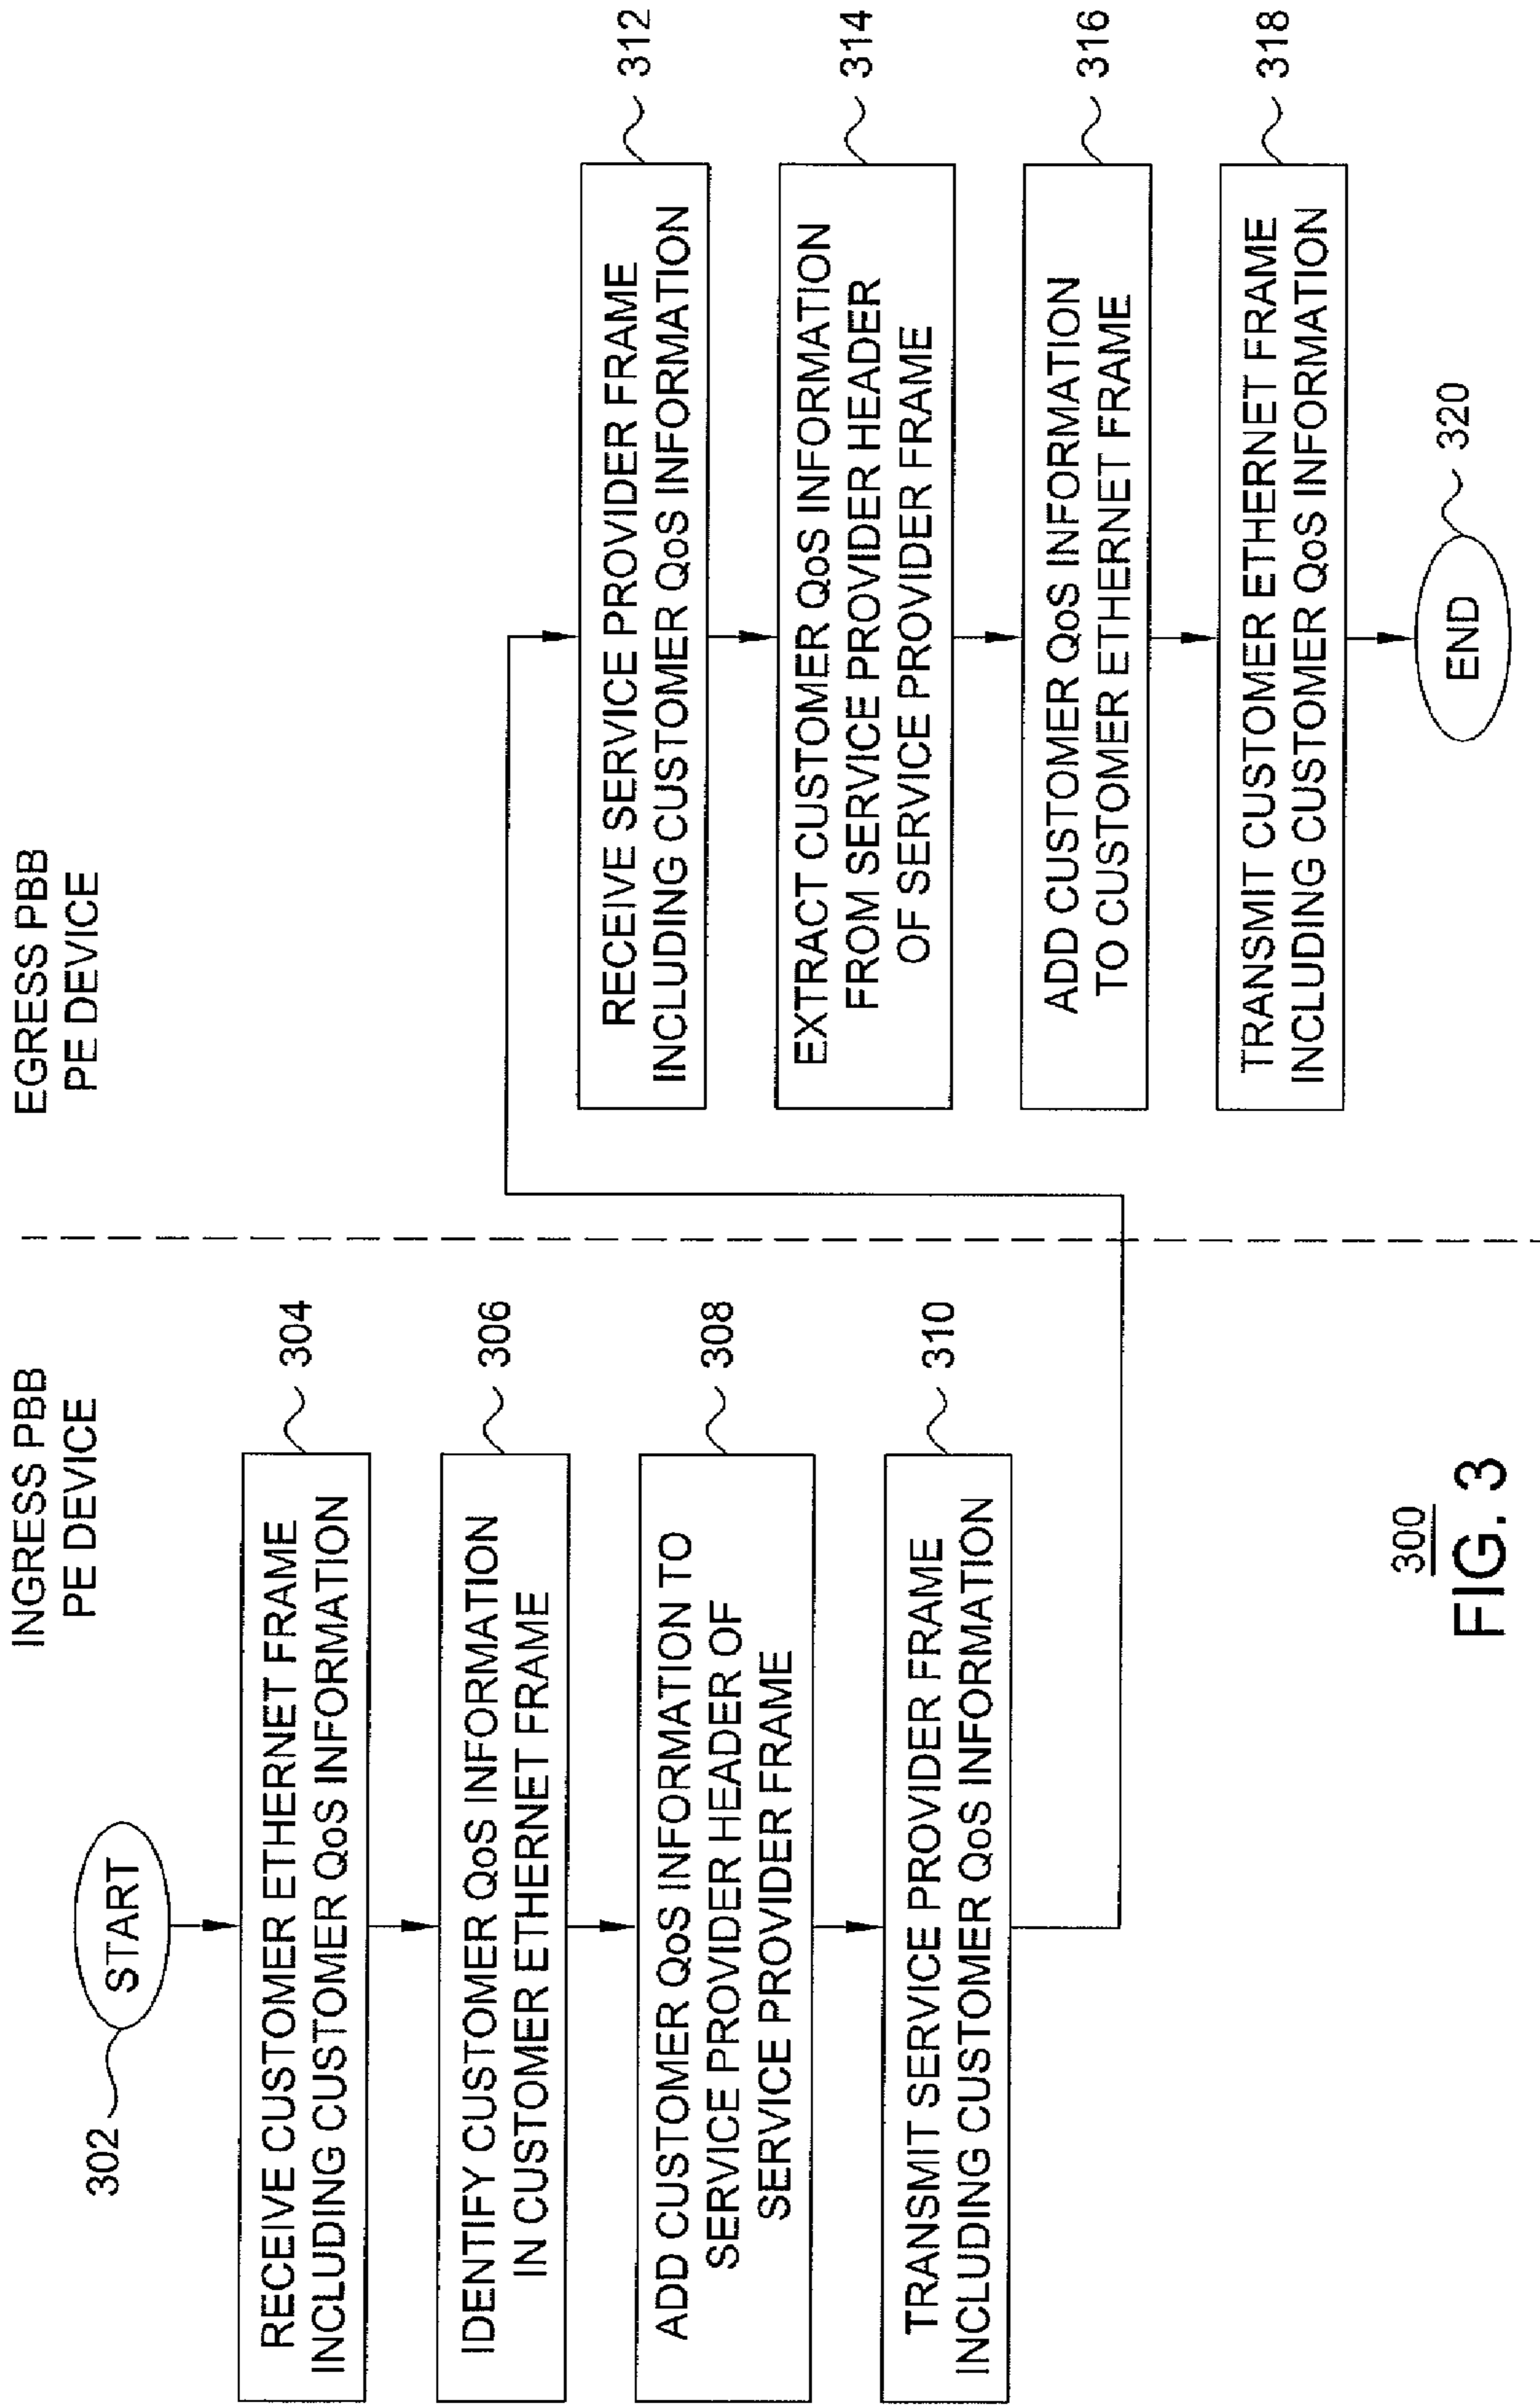 INGRESS PBB
PE DEVICE
302
START
RECEIVE CUSTOMER ETHERNET FRAME
INCLUDING CUSTOMER QoS INFORMATION
304
IDENTIFY CUSTOMER QoS INFORMATION
IN CUSTOMER ETHERNET FRAME
306
ADD CUSTOMER QoS INFORMATION TO
SERVICE PROVIDER HEADER OF
SERVICE PROVIDER FRAME
308
TRANSMIT SERVICE PROVIDER FRAME
INCLUDING CUSTOMER QoS INFORMATION
310
EGRESS PBB
PE DEVICE
RECEIVE SERVICE PROVIDER FRAME
INCLUDING CUSTOMER QoS INFORMATION
312
EXTRACT CUSTOMER QoS INFORMATION
FROM SERVICE PROVIDER HEADER
OF SERVICE PROVIDER FRAME
314
ADD CUSTOMER QoS INFORMATION
TO CUSTOMER ETHERNET FRAME
316
TRANSMIT CUSTOMER ETHERNET FRAME
INCLUDING CUSTOMER QoS INFORMATION
318
END
320
300
FIG. 3